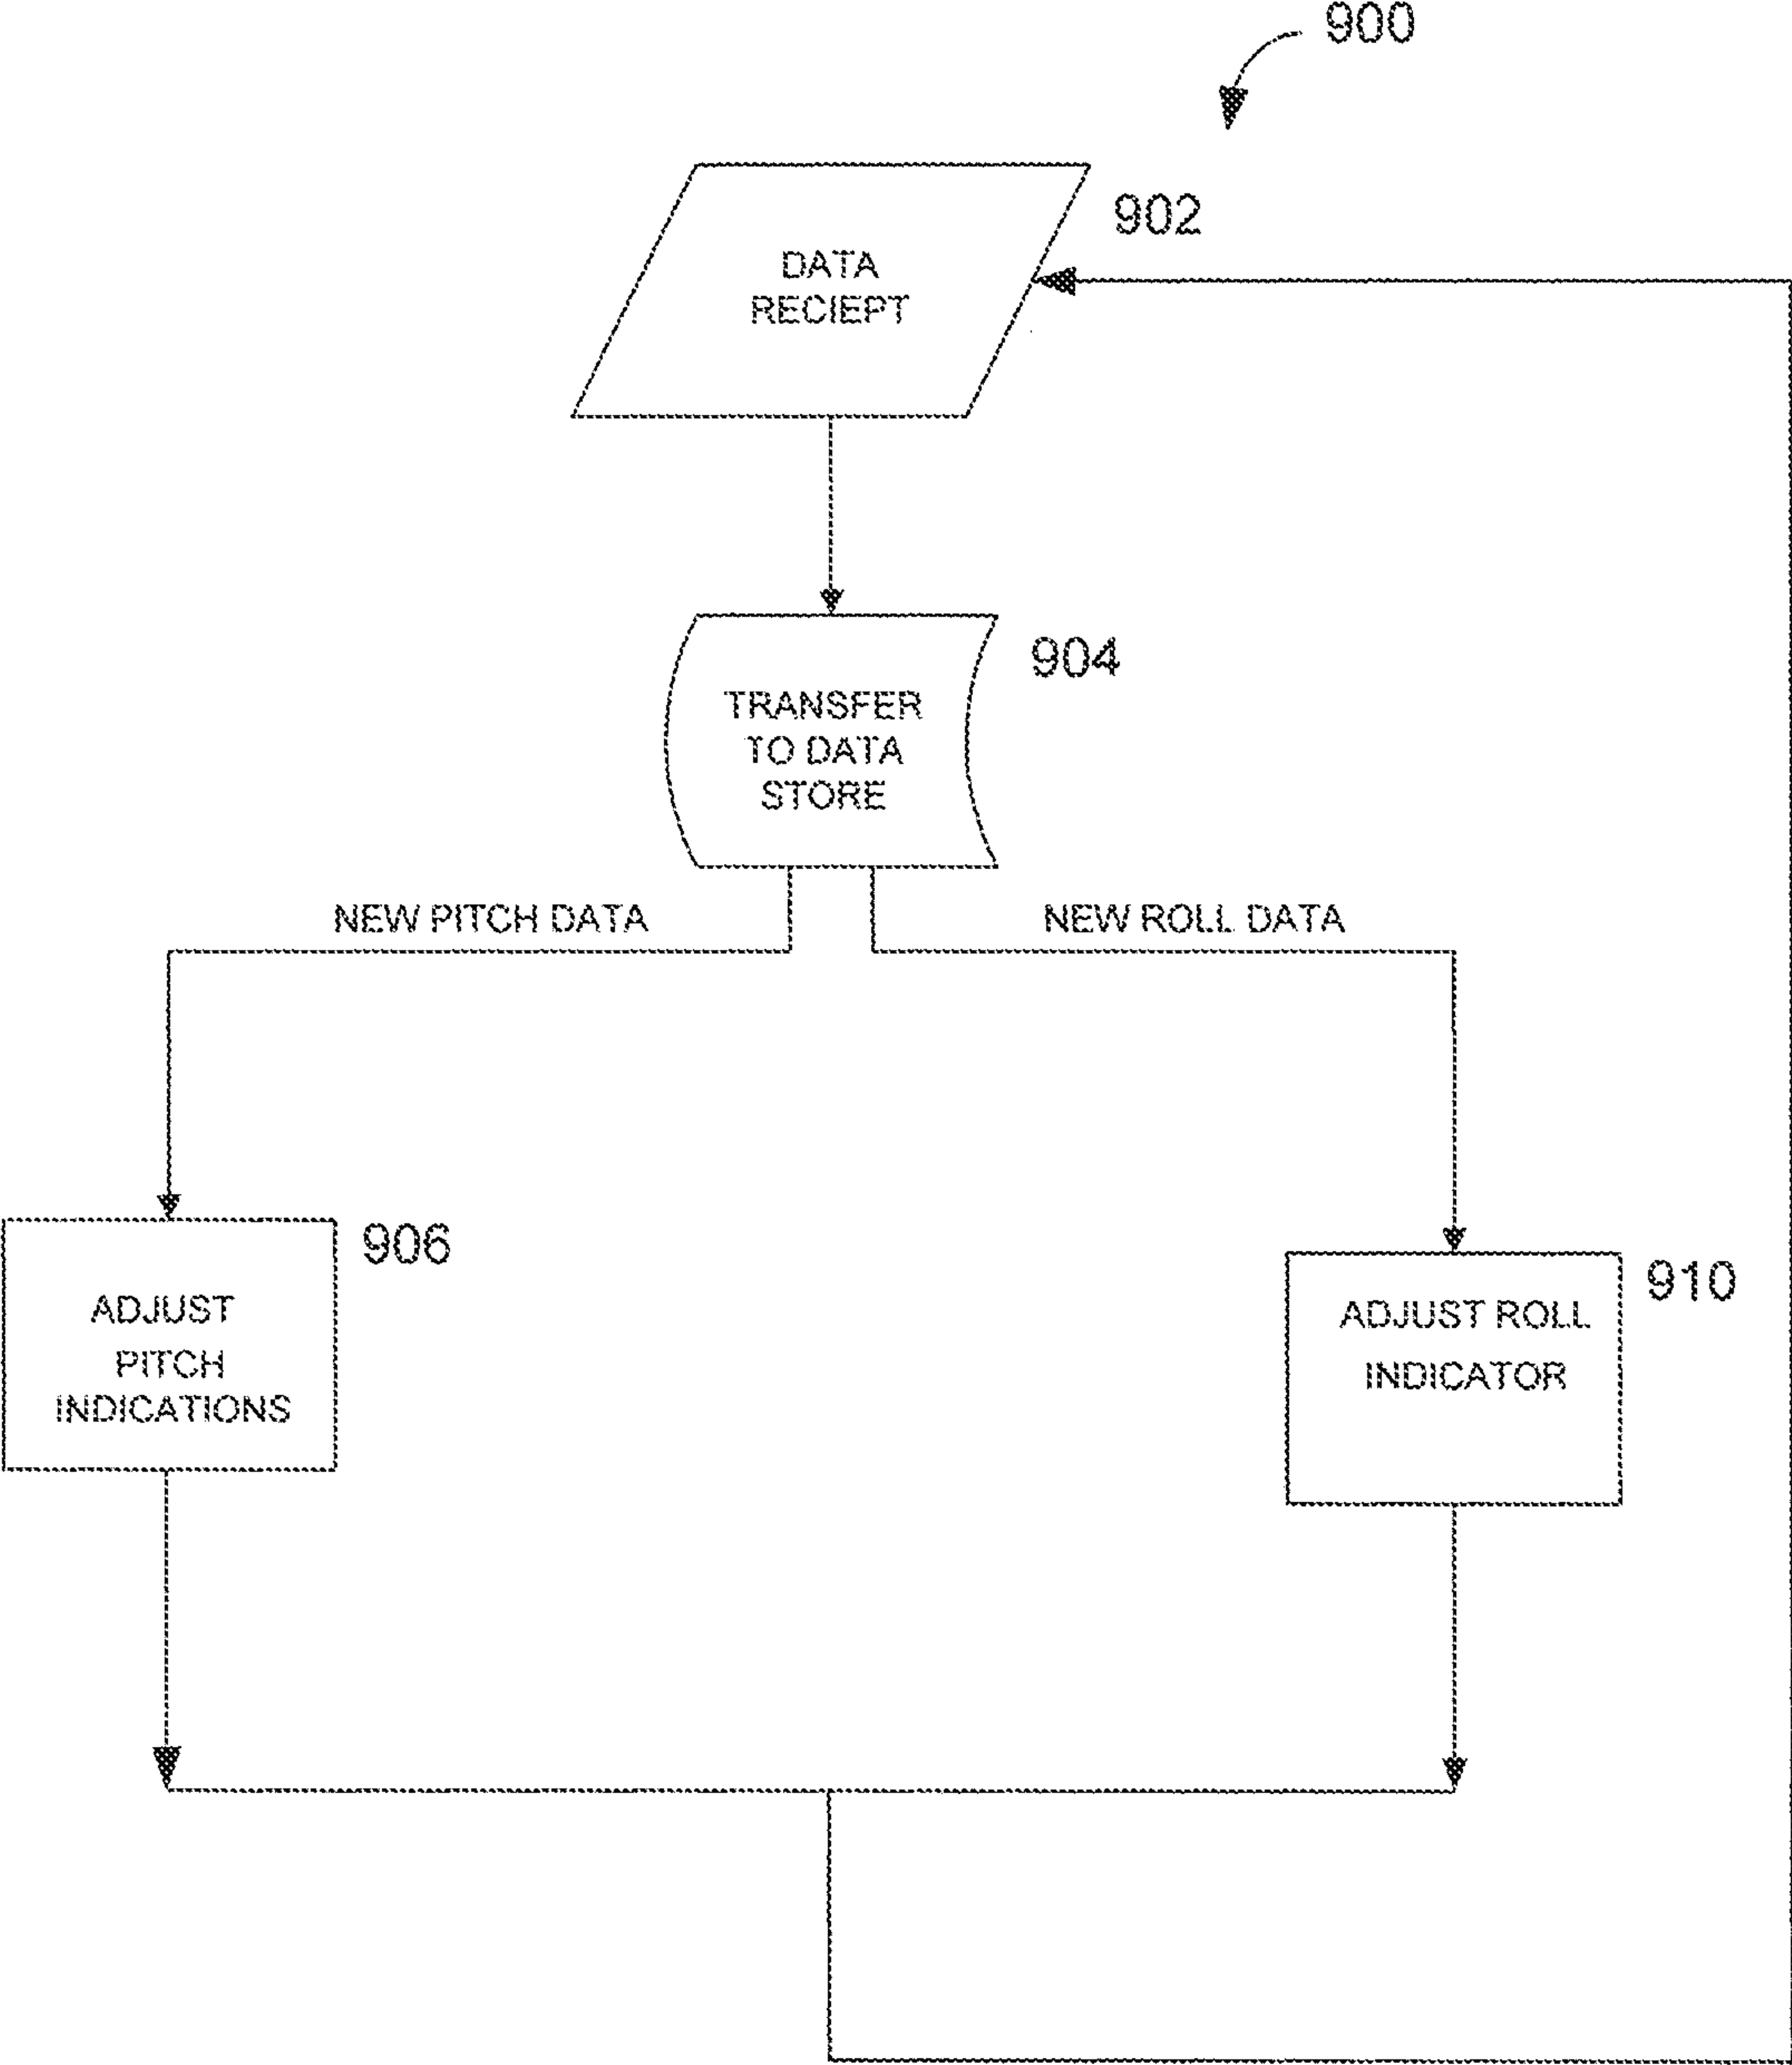 900
902
DATA
RECIEPT
904
TRANSFER
TO DATA
STORE
NEW PITCH DATA
NEW ROLL DATA
906
ADJUST
PITCH
INDICATIONS
910
ADJUST ROLL
INDICATOR